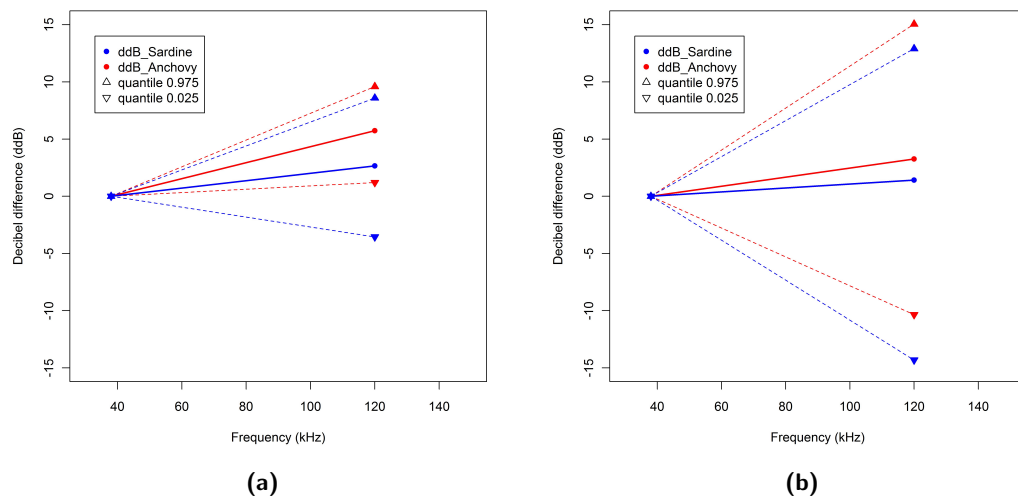 15
10
5
0
-5
-10
-15
Decibel difference (ddB)
ddB_Sardine
ddB_Anchovy
quantile 0.975
quantile 0.025
40 60 80 100 120 140
Frequency (kHz)
(a)
15
10
5
0
-5
-10
-15
Decibel difference (ddB)
ddB_Sardine
ddB_Anchovy
quantile 0.975
quantile 0.025
40 60 80 100 120 140
Frequency (kHz)
(b)